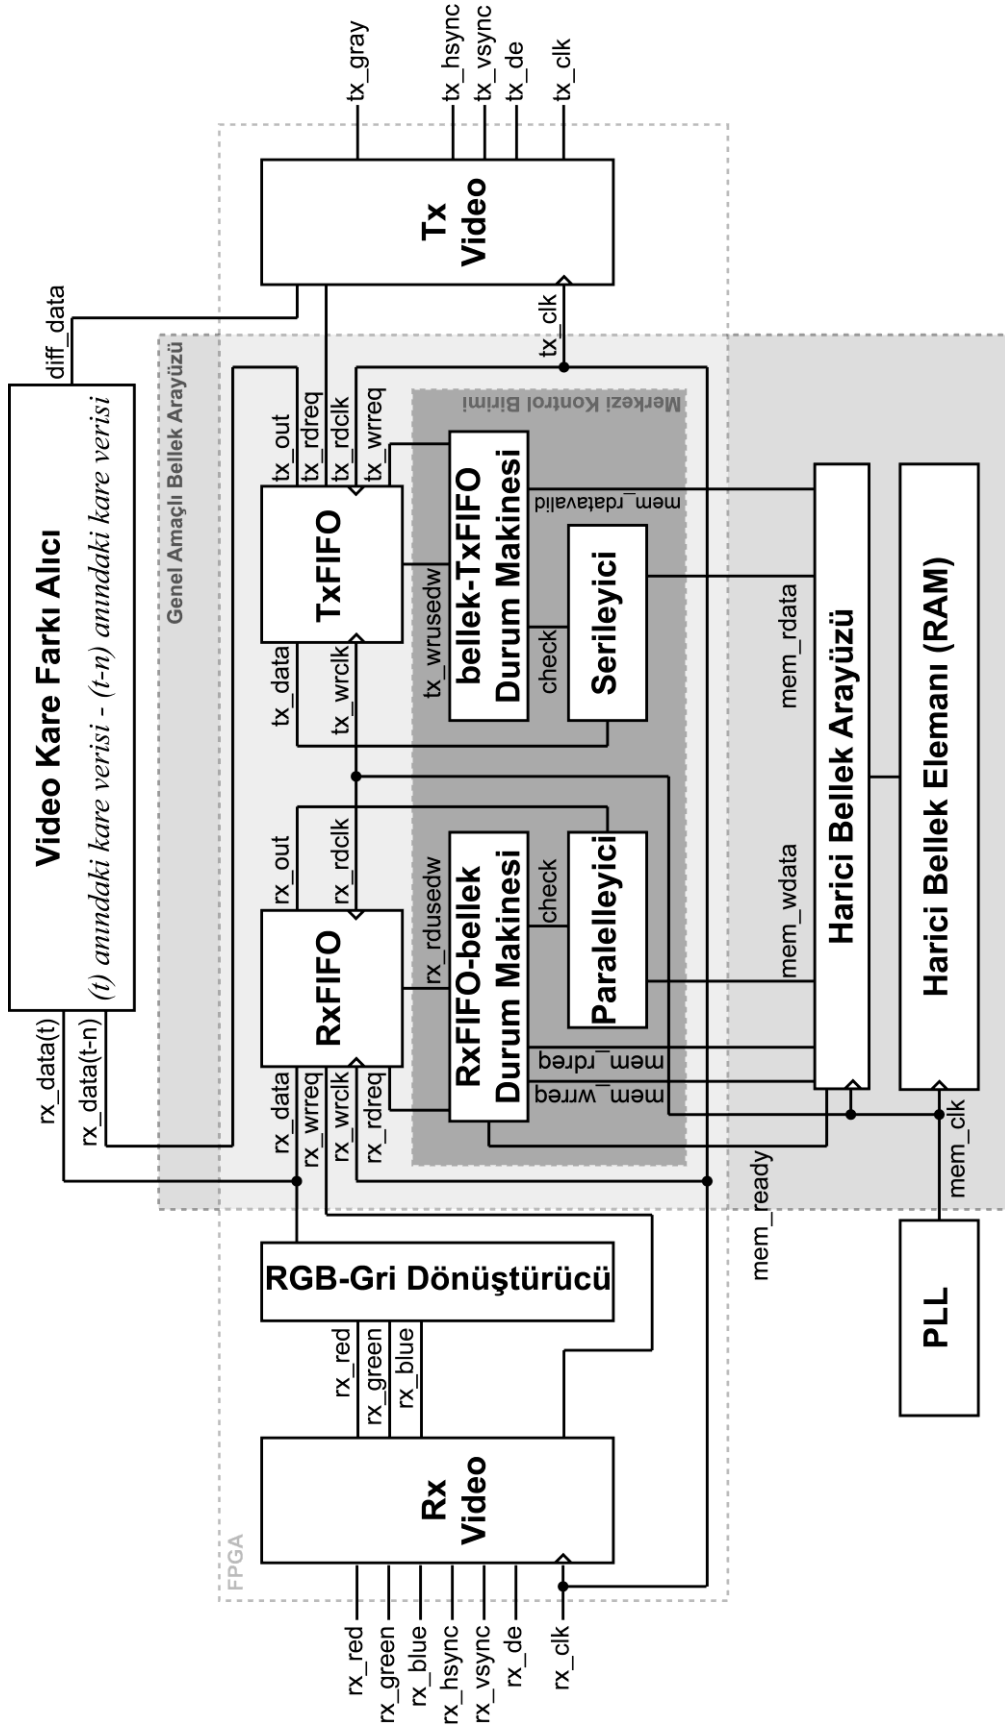 Video Kare Farkı Alıcı
(t) anındaki kare verisi - (t-n) anındaki kare verisi
rx_data(t)
rx_data(t-n)
diff_data
Genel Amaçlı Bellek Arayüzü
FPGA
rx_red
rx_green
rx_blue
rx_hsync
rx_vsync
rx_de
rx_clk
Rx
Video
rx_red
rx_green
rx_blue
RGB-Gri Dönüştürücü
rx_data
rx_wrreq
rx_wrclk
rx_rdreq
RxFIFO
rx_out
rx_rdclk
rx_rdusedw
tx_data
tx_wrclk
TxFIFO
tx_wrusedw
tx_out
tx_rdreq
tx_rdclk
tx_wrreq
Tx
Video
tx_clk
tx_gray
tx_hsync
tx_vsync
tx_de
tx_clk
Merkezi Kontrol Birimi
RxFIFO-bellek
Durum Makinesi
check
Paralelleyici
bellek-TxFIFO
Durum Makinesi
check
Serileyici
mem_wrreq
mem_rdreq
mem_rdatavalid
mem_ready
mem_wdata
mem_rdata
Harici Bellek Arayüzü
Harici Bellek Elemanı (RAM)
PLL
mem_clk